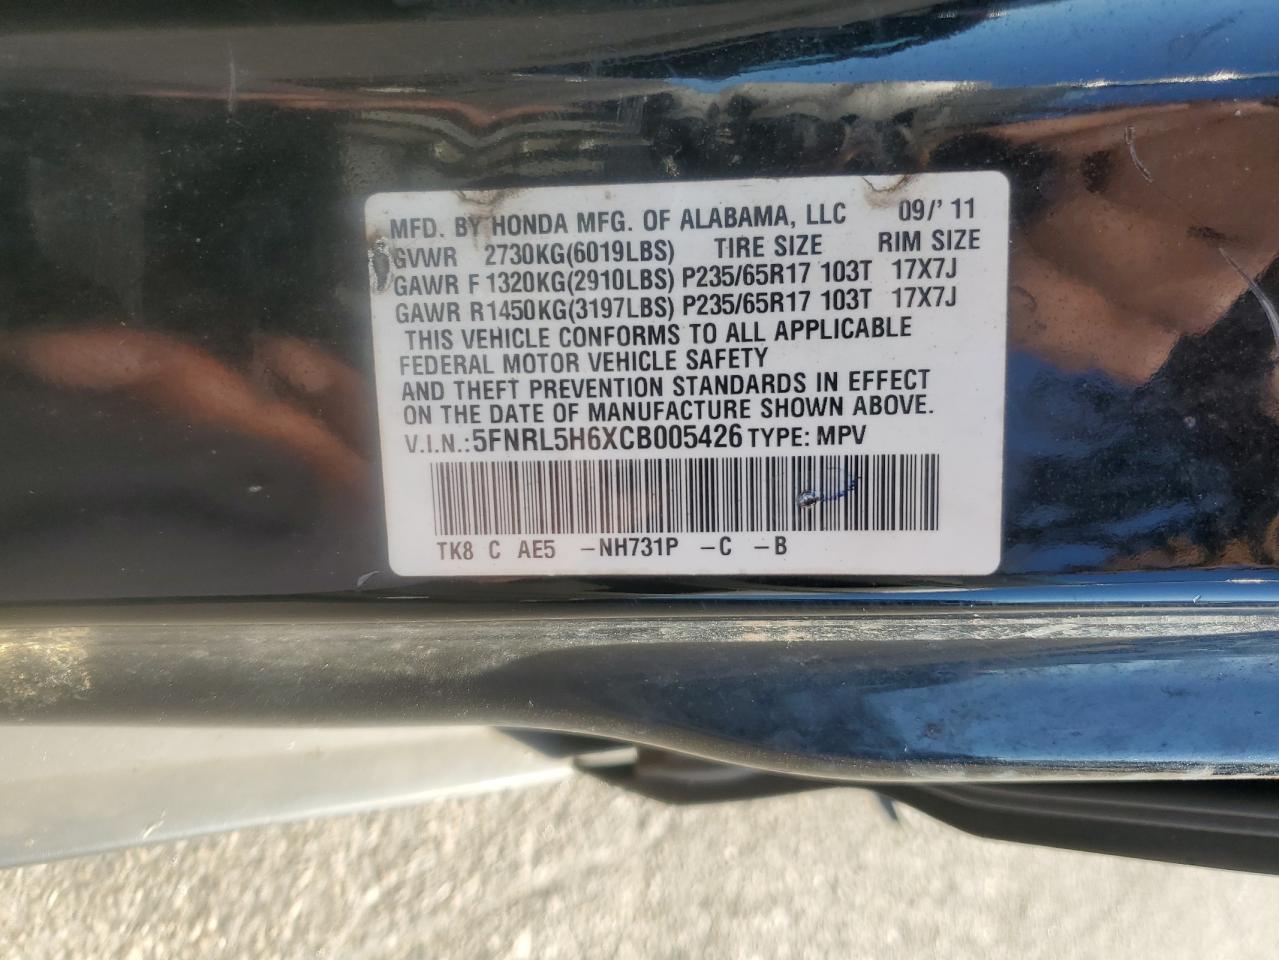 MFD. BY HONDA MFG. OF ALABAMA, LLC 09/' 11
GVWR 2730KG(6019LBS) TIRE SIZE RIM SIZE
GAWR F 1320KG(2910LBS) P235/65R17 103T 17X7J
GAWR R1450KG(3197LBS) P235/65R17 103T 17X7J
THIS VEHICLE CONFORMS TO ALL APPLICABLE
FEDERAL MOTOR VEHICLE SAFETY
AND THEFT PREVENTION STANDARDS IN EFFECT
ON THE DATE OF MANUFACTURE SHOWN ABOVE.
V.I.N.:5FNRL5H6XCB005426 TYPE: MPV
TK8 C AE5 -NH731P -C -B